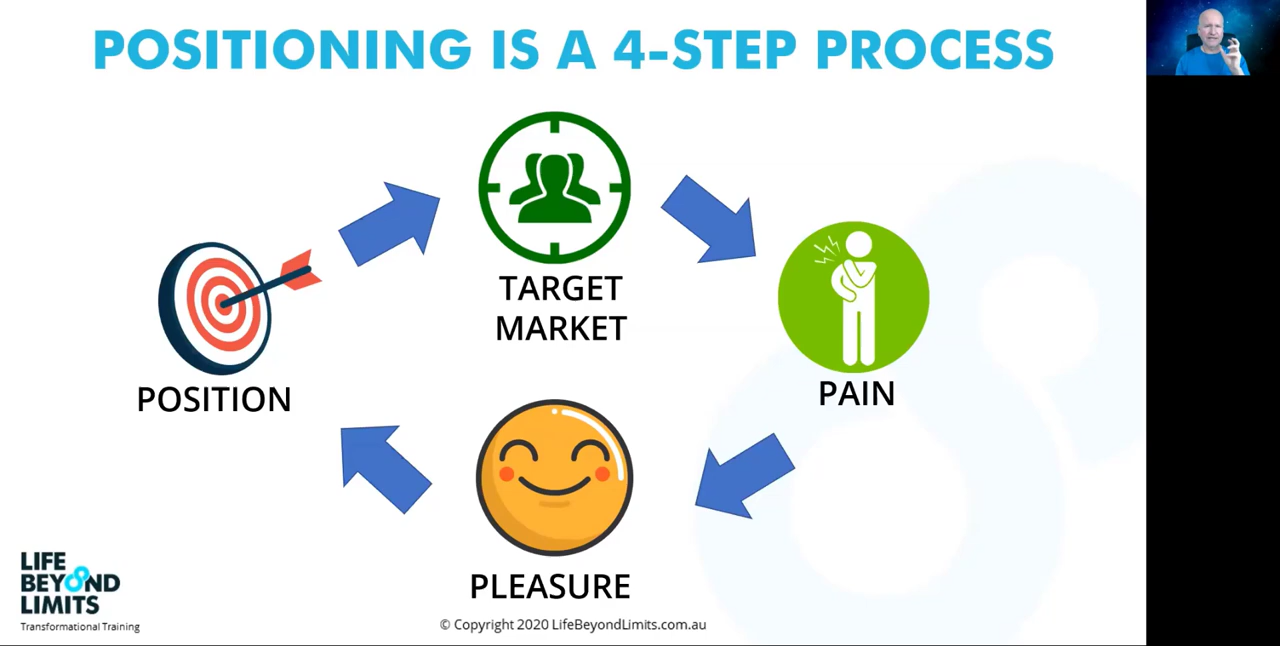 POSITIONING IS A 4-STEP PROCESS
TARGET
MARKET
POSITION
PAIN
PLEASURE
LIFE
BEYOND
LIMITS
Transformational Training
© Copyright 2020 LifeBeyondLimits.com.au